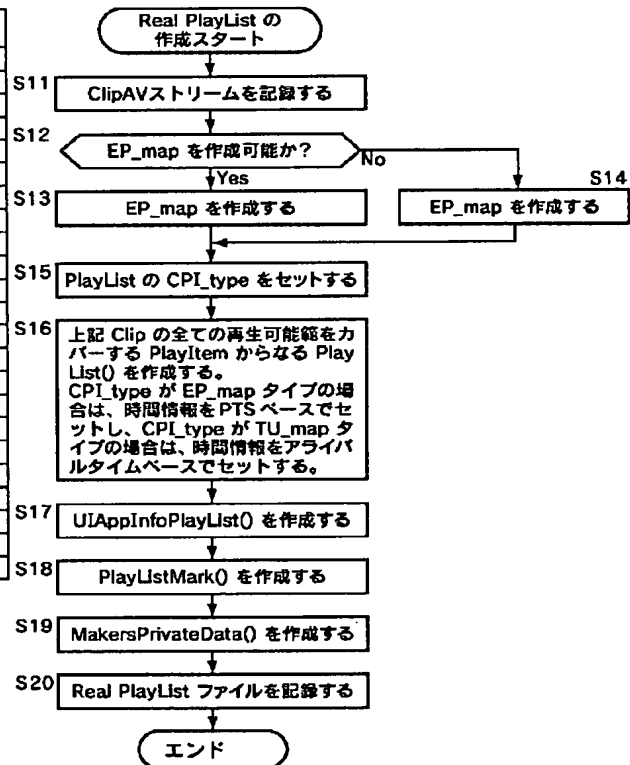 Real PlayList の
作成スタート
S11
ClipAVストリームを記録する
S12
EP_map を作成可能か?
No
Yes
S13
EP_map を作成する
S14
EP_map を作成する
S15
PlayList の CPI_type をセットする
S16
上記 Clip の全ての再生可能範をカ
バーする PlayItem からなる Play
List() を作成する。
CPI_type が EP_map タイプの場
合は、時間情報を PTS ベースでセ
ットし、CPI_type が TU_map タ
イプの場合は、時間情報をアライバ
ルタイムベースでセットする。
S17
UIAppInfoPlayList() を作成する
S18
PlayListMark() を作成する
S19
MakersPrivateData() を作成する
S20
Real PlayList ファイルを記録する
エンド